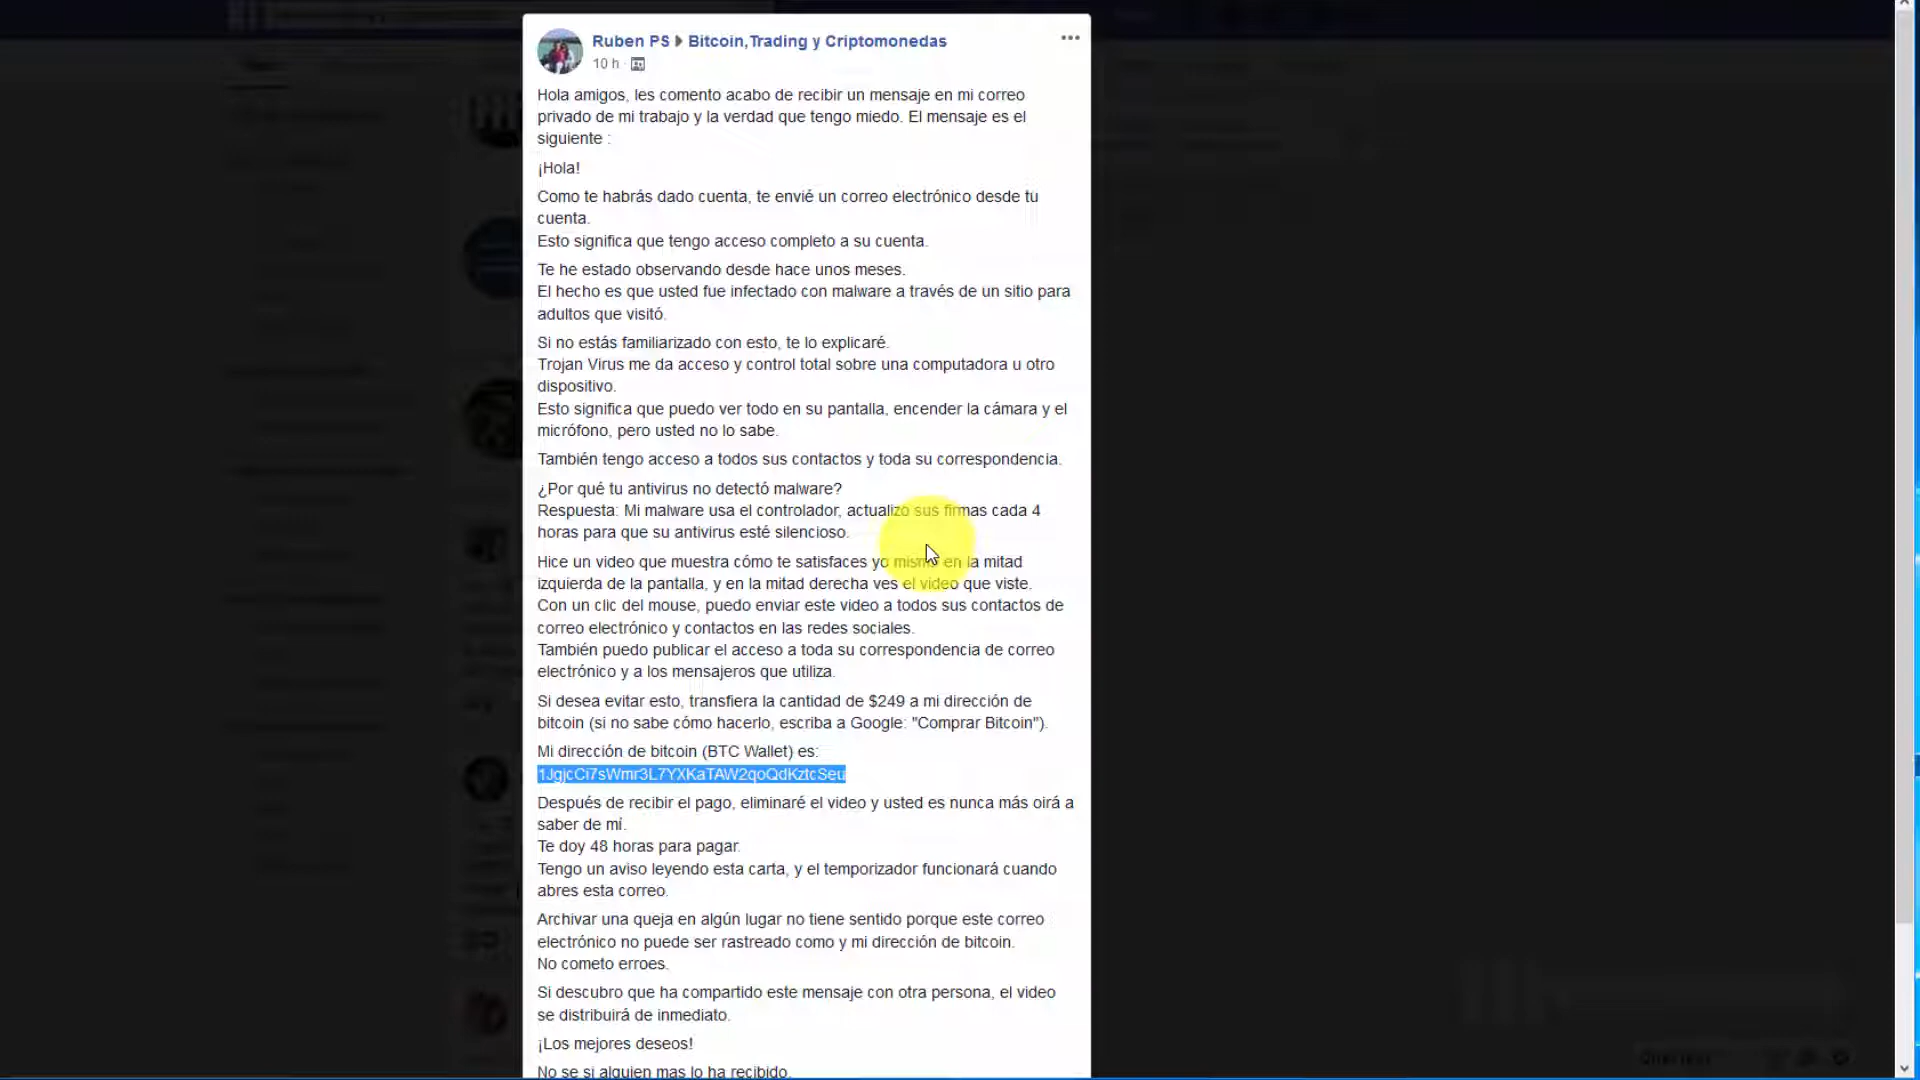 Ruben PS Bitcoin,Trading y Criptomonedas
10 h ·
Hola amigos, les comento acabo de recibir un mensaje en mi correo
privado de mi trabajo y la verdad que tengo miedo. El mensaje es el
siguiente :
¡Hola!
Como te habrás dado cuenta, te envié un correo electrónico desde tu
cuenta.
Esto significa que tengo acceso completo a su cuenta.
Te he estado observando desde hace unos meses.
El hecho es que usted fue infectado con malware a través de un sitio para
adultos que visitó.
Si no estás familiarizado con esto, te lo explicaré.
Trojan Virus me da acceso y control total sobre una computadora u otro
dispositivo.
Esto significa que puedo ver todo en su pantalla, encender la cámara y el
micrófono, pero usted no lo sabe.
También tengo acceso a todos sus contactos y toda su correspondencia.
¿Por qué tu antivirus no detectó malware?
Respuesta: Mi malware usa el controlador, actualizo sus firmas cada 4
horas para que su antivirus esté silencioso.
Hice un video que muestra cómo te satisfaces yo mismo en la mitad
izquierda de la pantalla, y en la mitad derecha ves el video que viste.
Con un clic del mouse, puedo enviar este video a todos sus contactos de
correo electrónico y contactos en las redes sociales.
También puedo publicar el acceso a toda su correspondencia de correo
electrónico y a los mensajeros que utiliza.
Si desea evitar esto, transfiera la cantidad de $249 a mi dirección de
bitcoin (si no sabe cómo hacerlo, escriba a Google: "Comprar Bitcoin").
Mi dirección de bitcoin (BTC Wallet) es:
1JgjcCi7sWmr3L7YXKaTAW2qoQdKztcSeu
Después de recibir el pago, eliminaré el video y usted es nunca más oirá a
saber de mí.
Te doy 48 horas para pagar.
Tengo un aviso leyendo esta carta, y el temporizador funcionará cuando
abres esta correo.
Archivar una queja en algún lugar no tiene sentido porque este correo
electrónico no puede ser rastreado como y mi dirección de bitcoin.
No cometo erroes.
Si descubro que ha compartido este mensaje con otra persona, el video
se distribuirá de inmediato.
¡Los mejores deseos!
No se si alguien mas lo ha recibido.